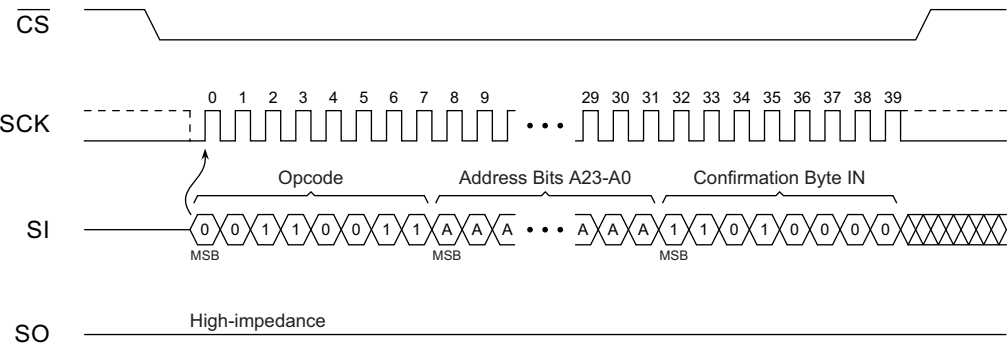 CS
SCK
0 1 2 3 4 5 6 7 8 9 29 30 31 32 33 34 35 36 37 38 39
Opcode Address Bits A23-A0 Confirmation Byte IN
SI
0 0 1 1 0 0 1 1 A A A A A A 1 1 0 1 0 0 0 0
MSB MSB MSB
High-impedance
SO